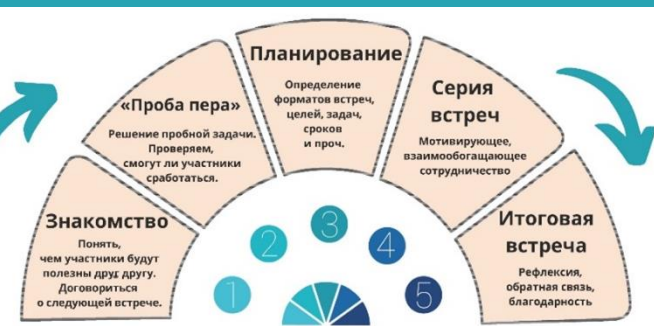 Знакомство
Понять,
чем участники будут
полезны друг другу.
Договориться
о следующей встрече.
«Проба пера»
Решение пробной задачи.
Проверяем,
смогут ли участники
сработаться.
Планирование
Определение
форматов встреч,
целей, задач,
сроков
и проч.
Серия
встреч
Мотивирующее,
взаимообогащающее
сотрудничество
Итоговая
встреча
Рефлексия,
обратная связь,
благодарность
1
2
3
4
5